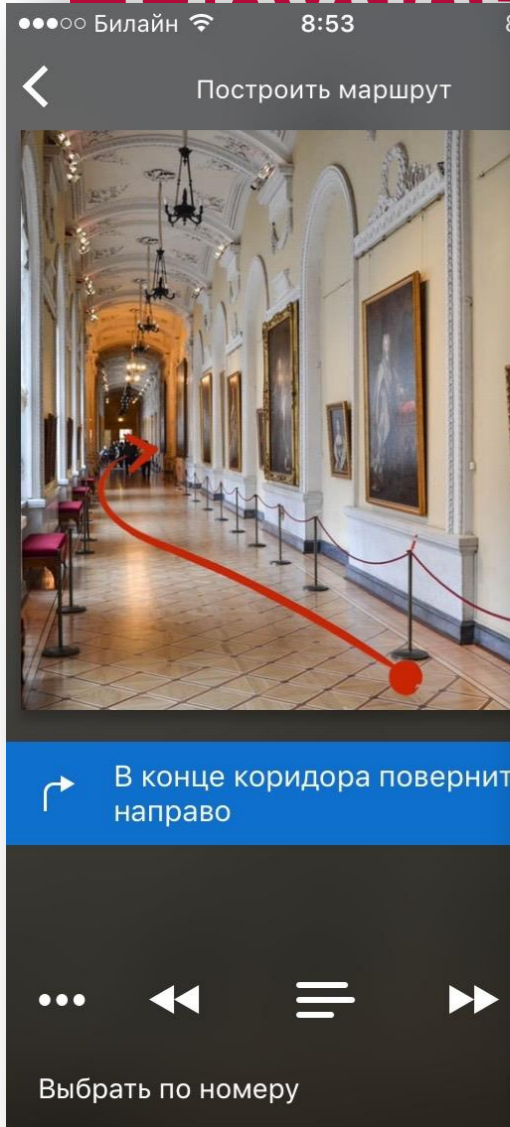 Билайн 8:53
Построить маршрут
В конце коридора повернит
направо
Выбрать по номеру